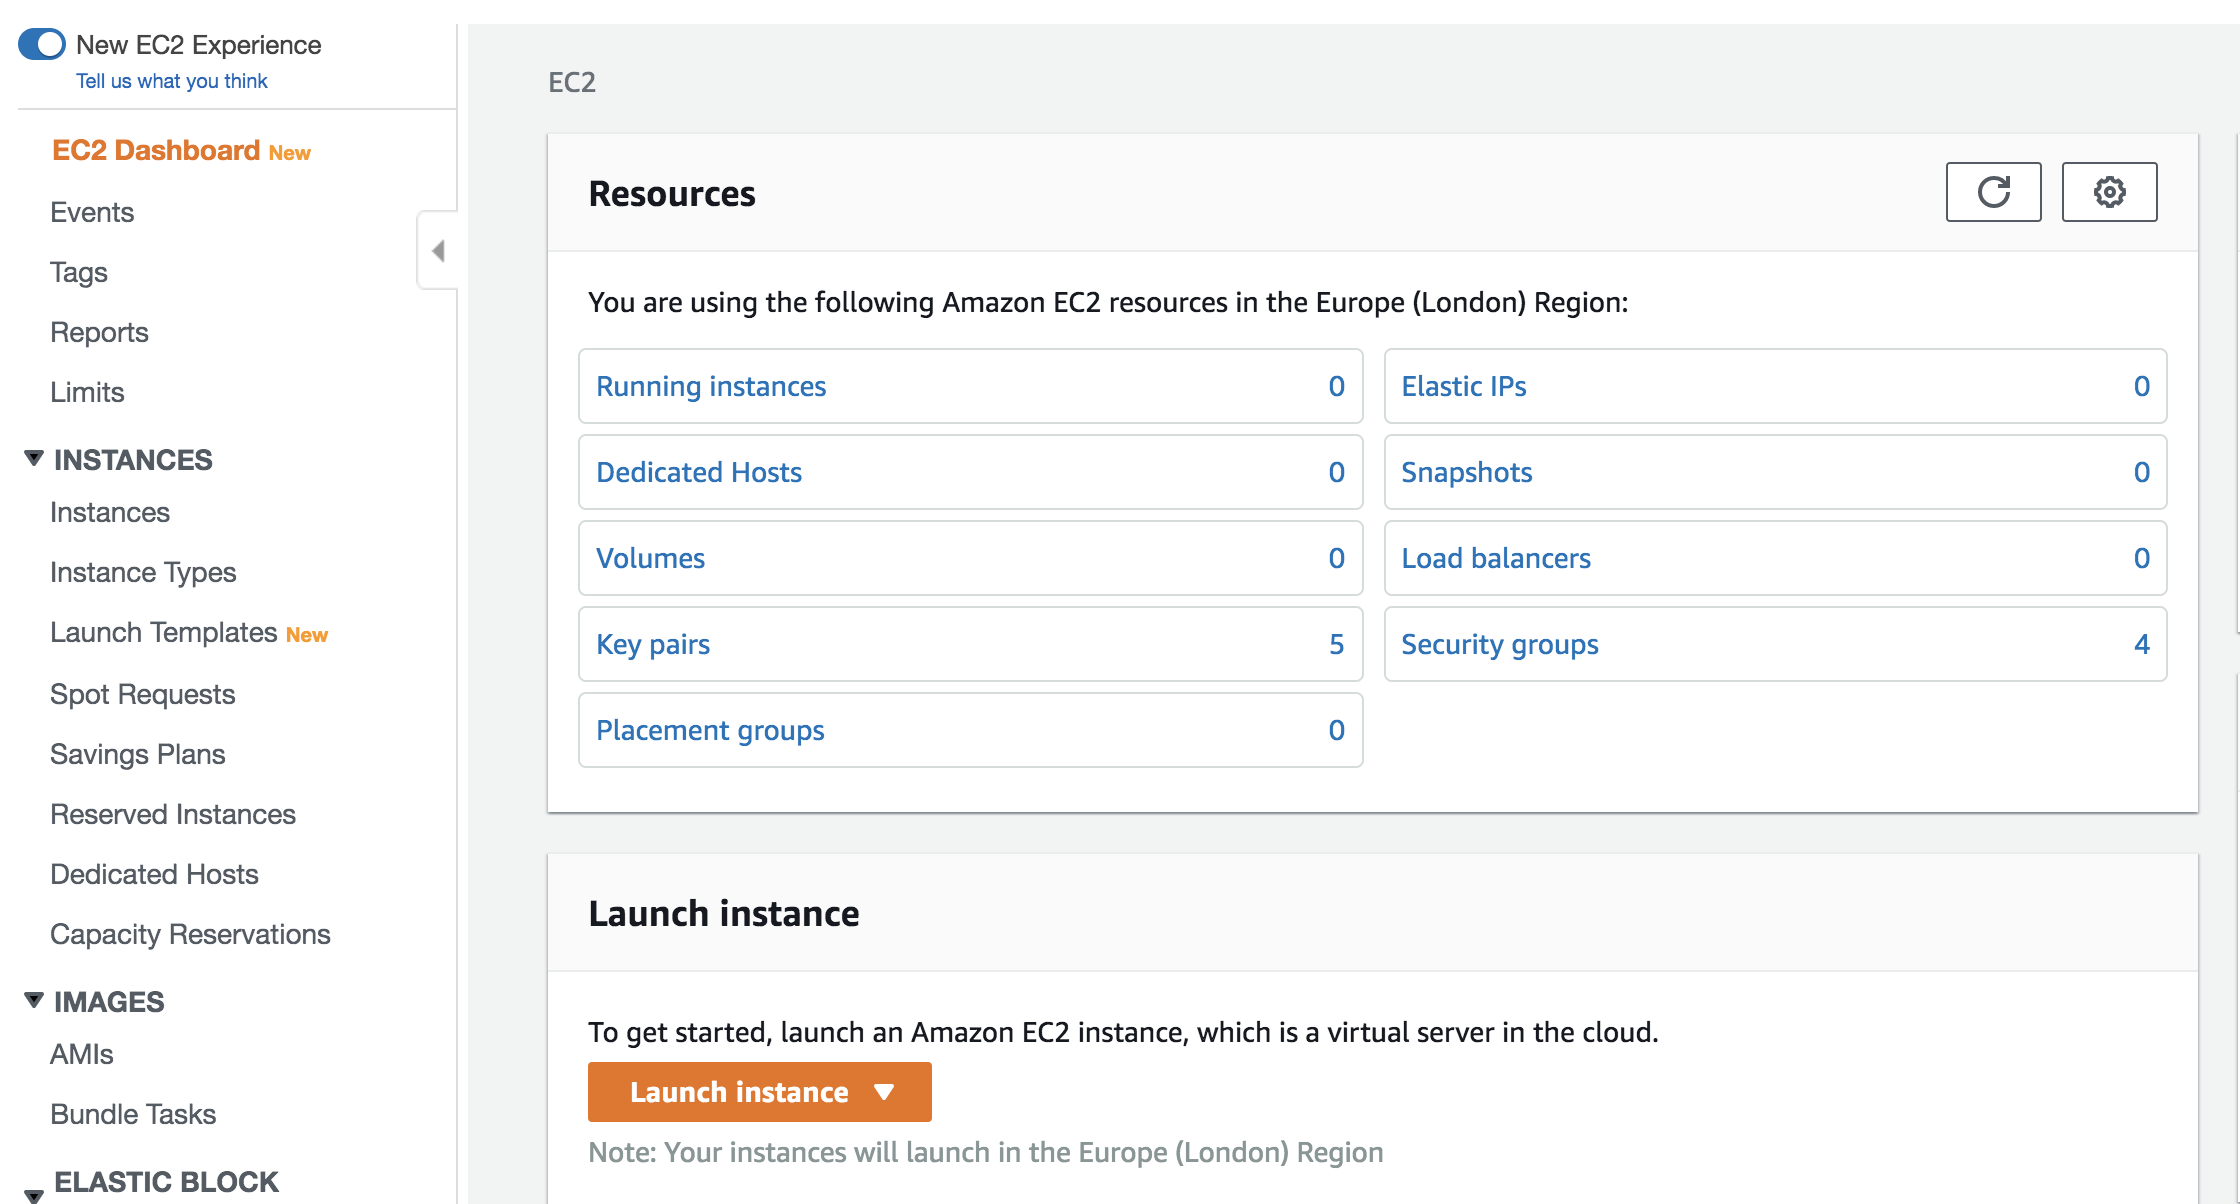 New EC2 Experience
Tell us what you think
EC2 Dashboard New
Events
Tags
Reports
Limits
INSTANCES
Instances
Instance Types
Launch Templates New
Spot Requests
Savings Plans
Reserved Instances
Dedicated Hosts
Capacity Reservations
IMAGES
AMIs
Bundle Tasks
ELASTIC BLOCK
EC2
Resources
You are using the following Amazon EC2 resources in the Europe (London) Region:
Running instances 0
Elastic IPs 0
Dedicated Hosts 0
Snapshots 0
Volumes 0
Load balancers 0
Key pairs 5
Security groups 4
Placement groups 0
Launch instance
To get started, launch an Amazon EC2 instance, which is a virtual server in the cloud.
Launch instance
Note: Your instances will launch in the Europe (London) Region